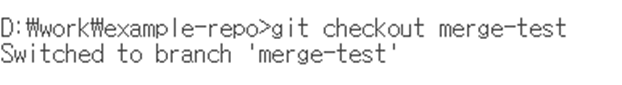 D:₩work₩example-repo>git checkout merge-test
Switched to branch 'merge-test'